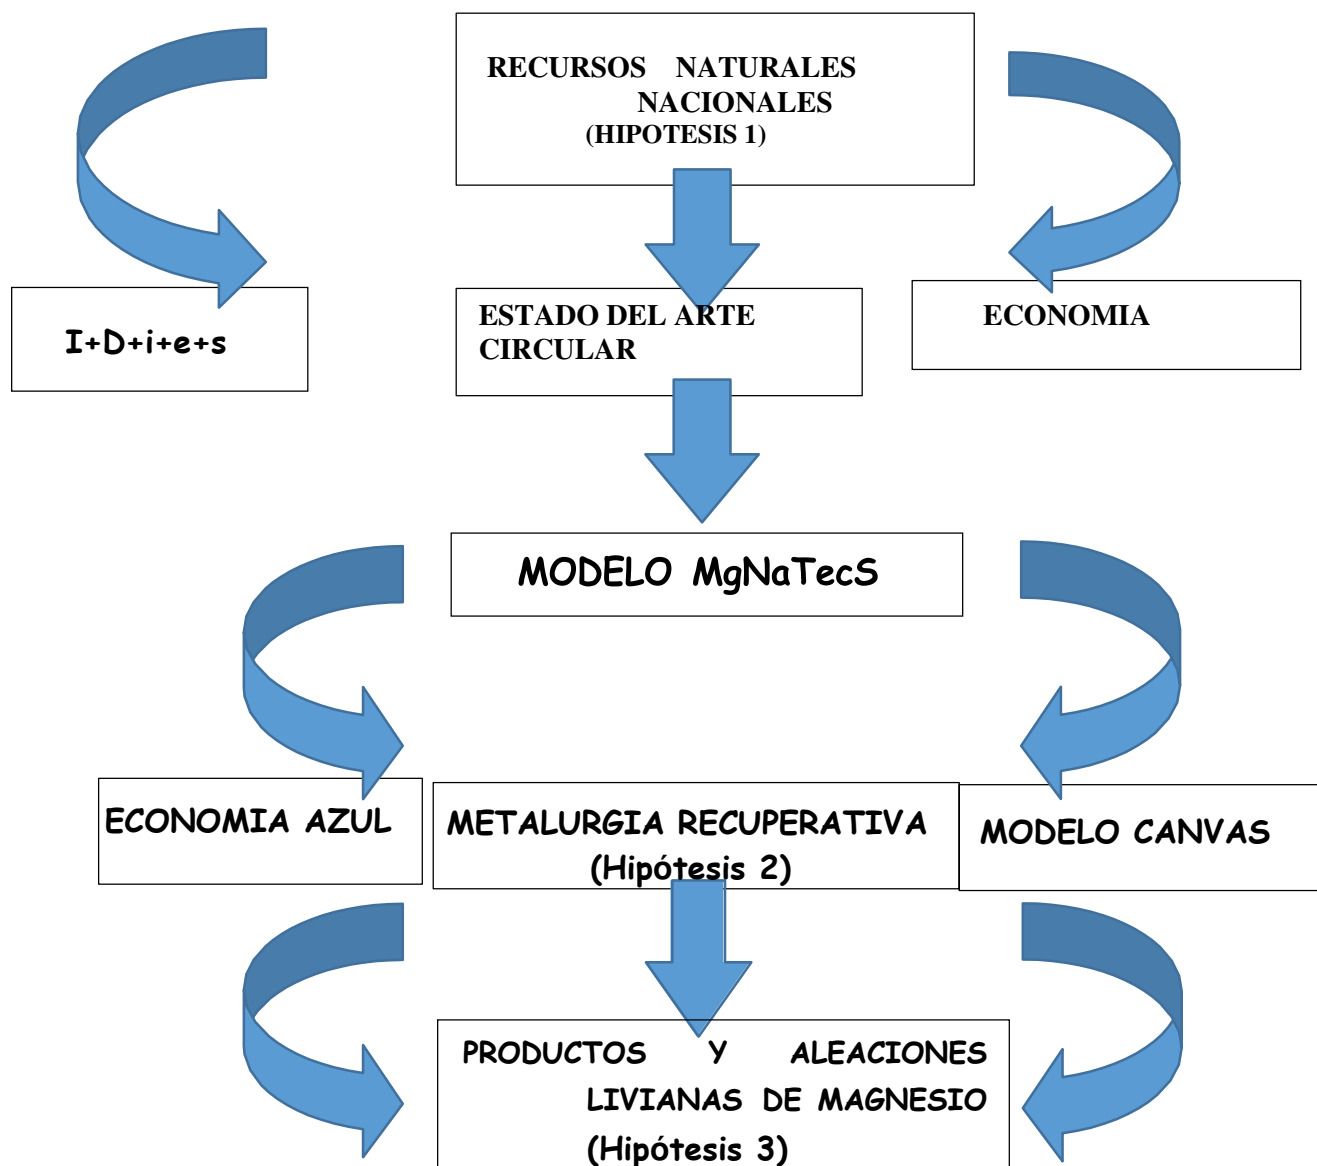 RECURSOS NATURALES
NACIONALES
(HIPOTESIS 1)
I+D+i+e+s
ESTADO DEL ARTE
CIRCULAR
ECONOMIA
MODELO MgNaTecS
ECONOMIA AZUL
METALURGIA RECUPERATIVA
(Hipótesis 2)
MODELO CANVAS
PRODUCTOS Y ALEACIONES
LIVIANAS DE MAGNESIO
(Hipótesis 3)